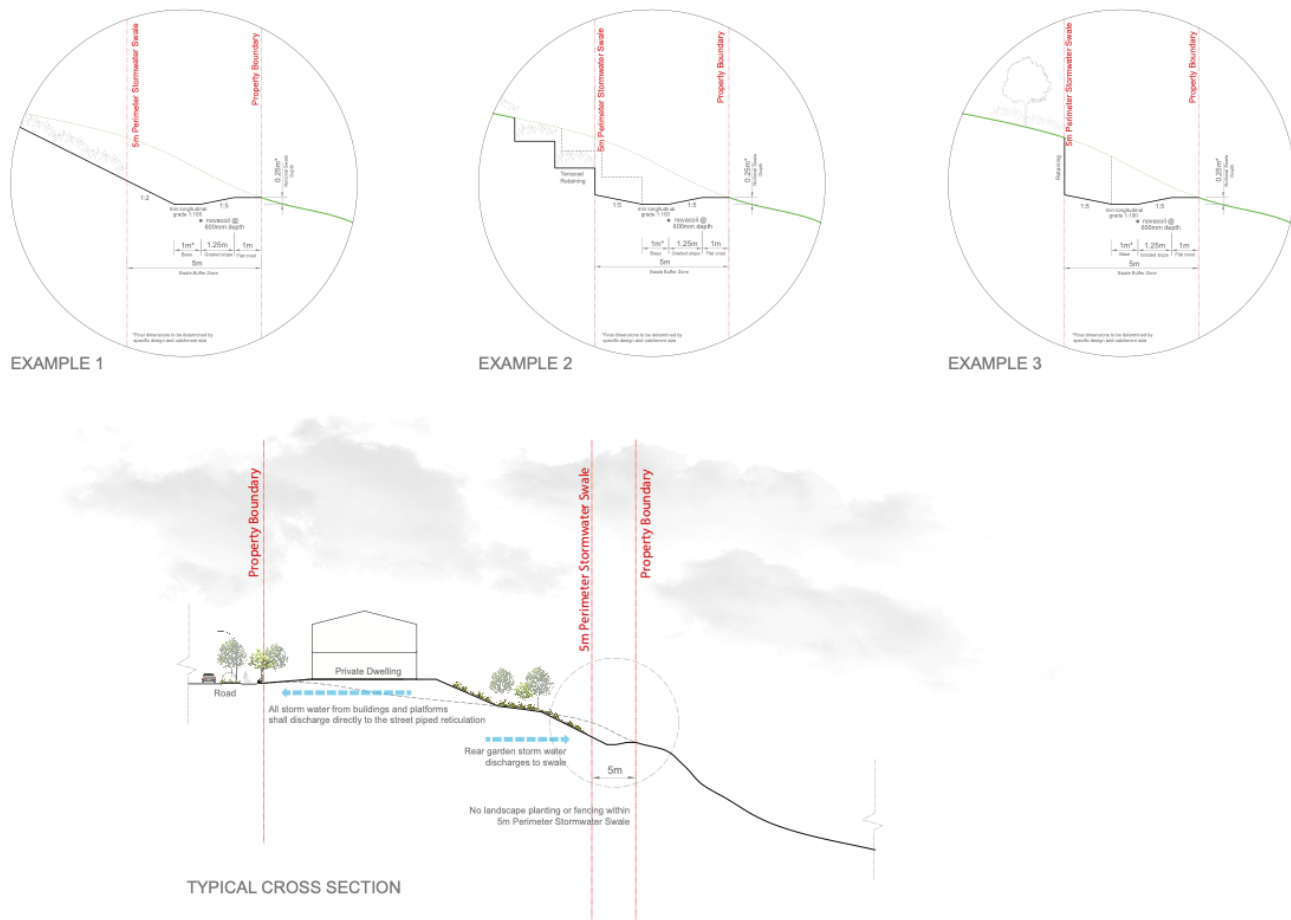 5m Perimeter Stormwater Swale
Property Boundary
0.25m*
Notional Swale
Depth
1:2
1:5
min longitudinal
grade 1:100
novacoil @
600mm depth
1m*
1.25m
1m
Base
Graded slope
Flat crest
5m
Swale Buffer Zone
*Final dimensions to be determined by
specific design and catchment size
EXAMPLE 1
5m Perimeter Stormwater Swale
Property Boundary
0.25m*
Notional Swale
Depth
Terraced
Retaining
1:5
1:5
min longitudinal
grade 1:100
novacoil @
600mm depth
1m*
1.25m
1m
Base
Graded slope
Flat crest
5m
Swale Buffer Zone
*Final dimensions to be determined by
specific design and catchment size
EXAMPLE 2
5m Perimeter Stormwater Swale
Property Boundary
0.25m*
Notional Swale
Depth
Retaining
1:5
min longitudinal
grade 1:100
novacoil @
600mm depth
1m*
1.25m
1m
Base
Graded slope
Flat crest
5m
Swale Buffer Zone
*Final dimensions to be determined by
specific design and catchment size
EXAMPLE 3
Property Boundary
5m Perimeter Stormwater Swale
Property Boundary
Private Dwelling
Road
All storm water from buildings and platforms
shall discharge directly to the street piped reticulation
Rear garden storm water
discharges to swale
5m
No landscape planting or fencing within
5m Perimeter Stormwater Swale
TYPICAL CROSS SECTION